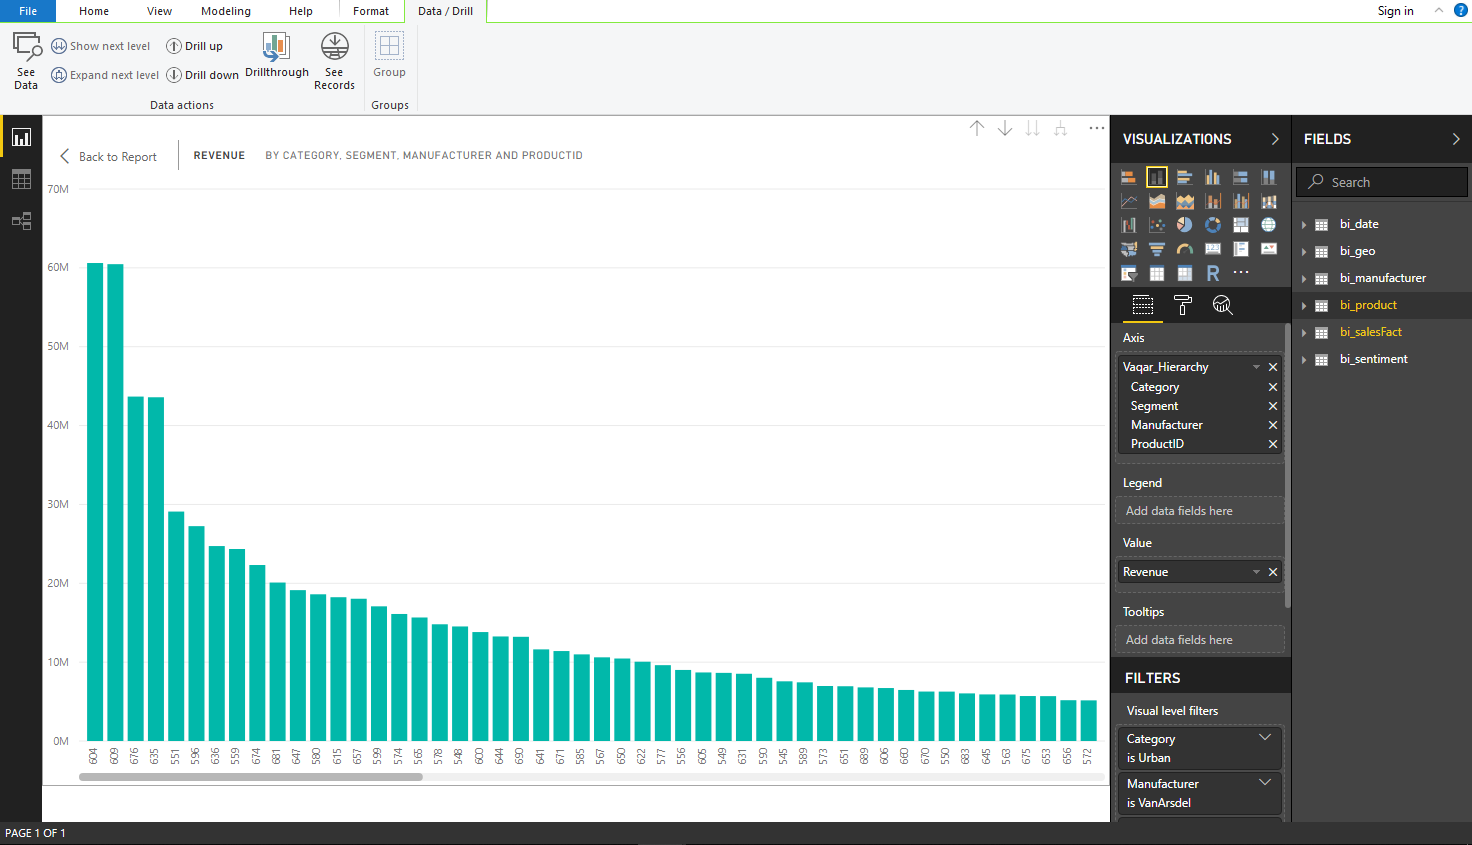 File Home View Modeling Help Format Data / Drill Sign in ?
See Data
Show next level
Expand next level
Drill up
Drill down
Drillthrough
See Records
Group
Data actions
Groups
Back to Report
REVENUE BY CATEGORY, SEGMENT, MANUFACTURER AND PRODUCTID
70M
60M
50M
40M
30M
20M
10M
0M
604 609 676 635 551 596 636 559 674 681 647 580 615 657 599 574 565 578 548 600 644 690 641 671 585 567 650 622 577 556 605 549 631 590 545 589 573 651 689 606 660 670 550 683 645 563 675 653 656 572
VISUALIZATIONS
R
Axis
Vaqar_Hierarchy
Category
Segment
Manufacturer
ProductID
Legend
Add data fields here
Value
Revenue
Tooltips
Add data fields here
FILTERS
Visual level filters
Category
is Urban
Manufacturer
is VanArsdel
FIELDS
Search
bi_date
bi_geo
bi_manufacturer
bi_product
bi_salesFact
bi_sentiment
PAGE 1 OF 1